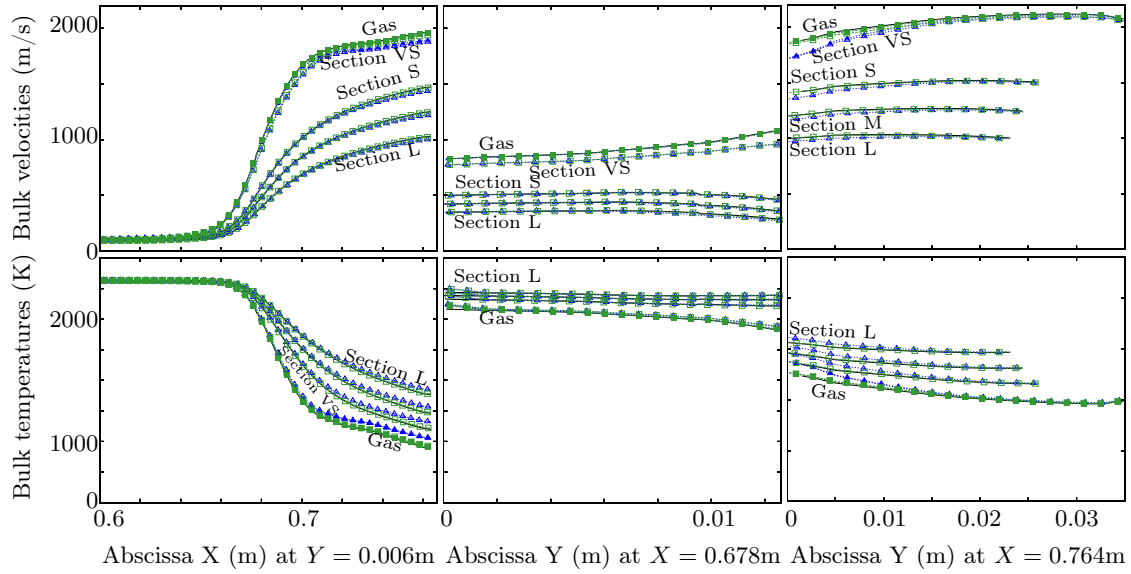 2000
1000
0
Bulk velocities (m/s)
Gas
Section VS
Section S
Section L
Gas
Section VS
Section S
Section L
Gas
Section VS
Section S
Section M
Section L
2000
1000
0
Bulk temperatures (K)
Section L
Section VS
Gas
Section L
Gas
Section L
Gas
0.6 0.7
0 0.01
0 0.01 0.02 0.03
Abscissa X (m) at Y = 0.006m
Abscissa Y (m) at X = 0.678m
Abscissa Y (m) at X = 0.764m